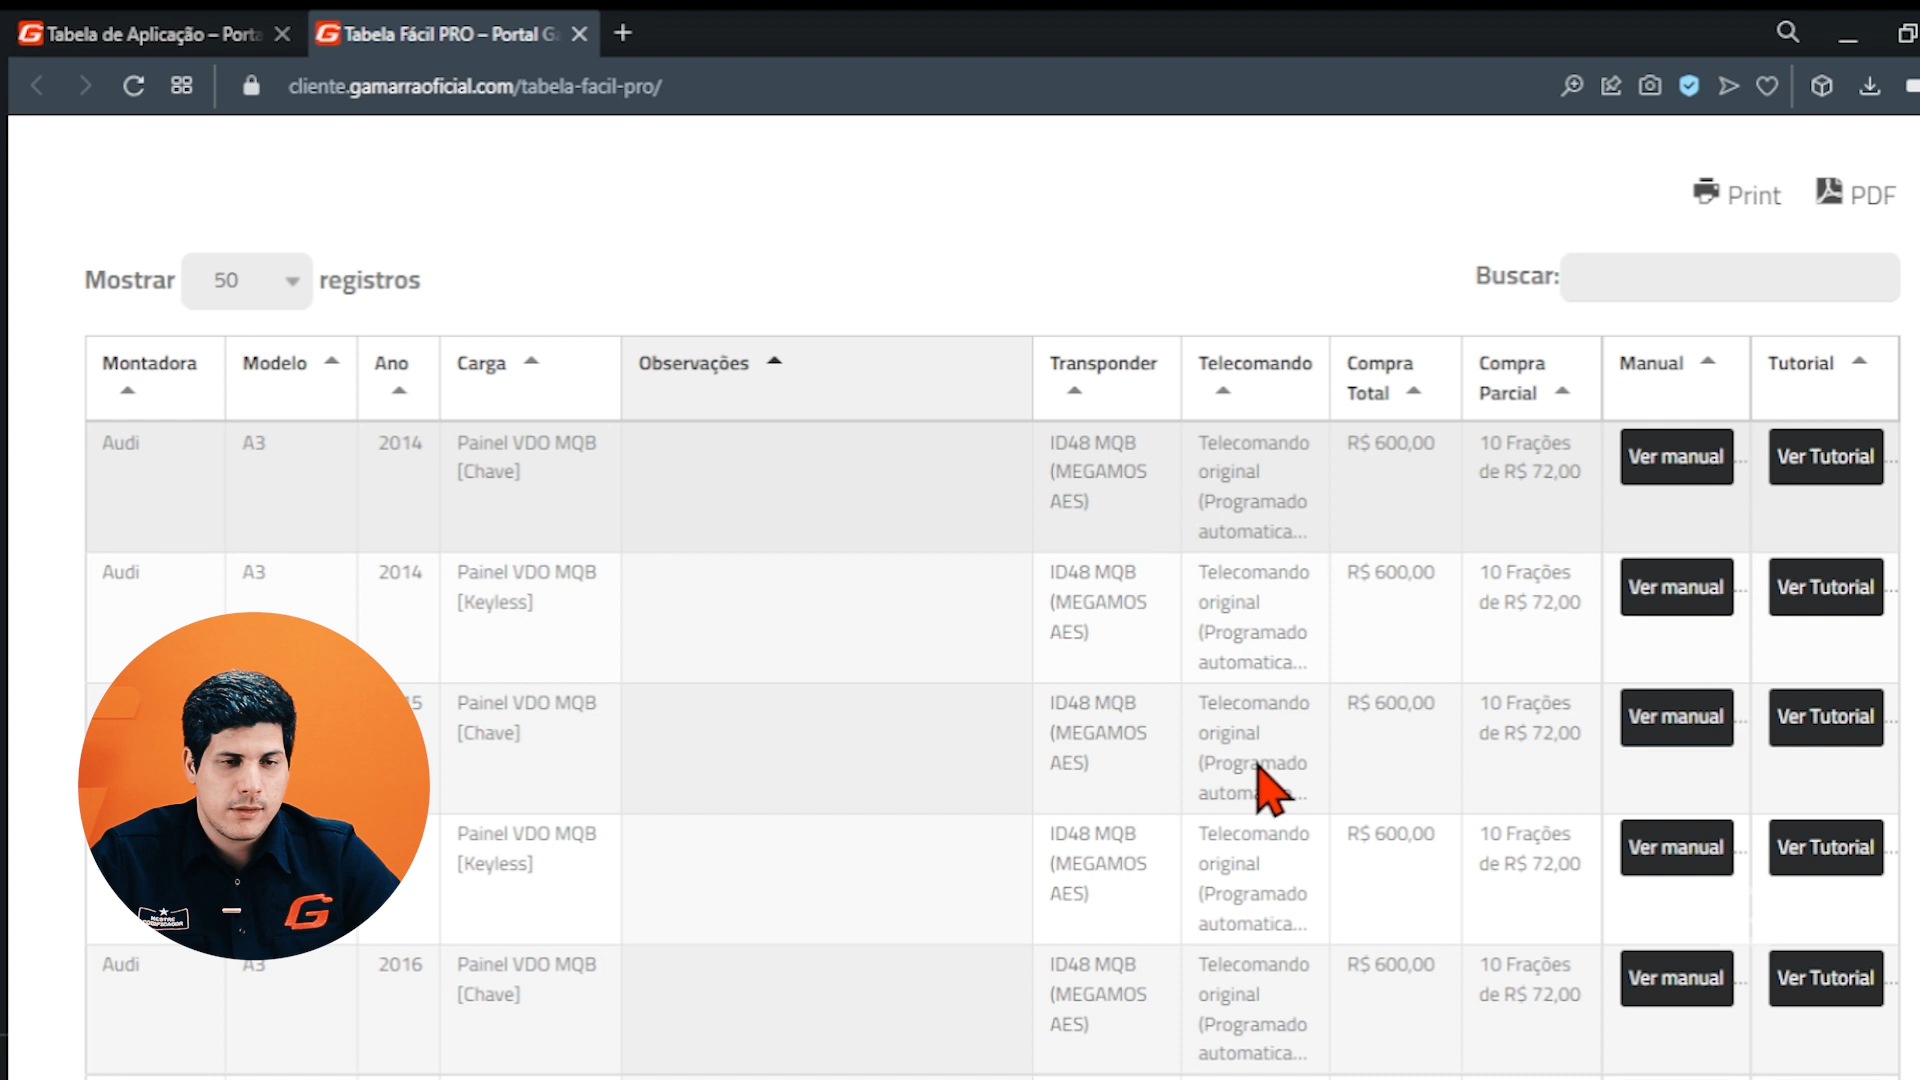 Tabela de Aplicação – Porta
Tabela Fácil PRO – Portal G
cliente.gamarraoficial.com/tabela-facil-pro/
Print PDF
Mostrar 50 registros
Buscar:
Montadora Modelo Ano Carga Observações Transponder Telecomando Compra Total Compra Parcial Manual Tutorial
Audi A3 2014 Painel VDO MQB ID48 MQB Telecomando R$ 600,00 10 Frações Ver manual ... Ver Tutorial ...
[Chave] (MEGAMOS original de R$ 72,00
AES) (Programado
automatica...
Audi A3 2014 Painel VDO MQB ID48 MQB Telecomando R$ 600,00 10 Frações Ver manual ... Ver Tutorial ...
[Keyless] (MEGAMOS original de R$ 72,00
AES) (Programado
automatica...
5 Painel VDO MQB ID48 MQB Telecomando R$ 600,00 10 Frações Ver manual ... Ver Tutorial ...
[Chave] (MEGAMOS original de R$ 72,00
AES) (Programado
automa...
Painel VDO MQB ID48 MQB Telecomando R$ 600,00 10 Frações Ver manual ... Ver Tutorial ...
[Keyless] (MEGAMOS original de R$ 72,00
AES) (Programado
automatica...
Audi A3 2016 Painel VDO MQB ID48 MQB Telecomando R$ 600,00 10 Frações Ver manual ... Ver Tutorial ...
[Chave] (MEGAMOS original de R$ 72,00
AES) (Programado
automatica...